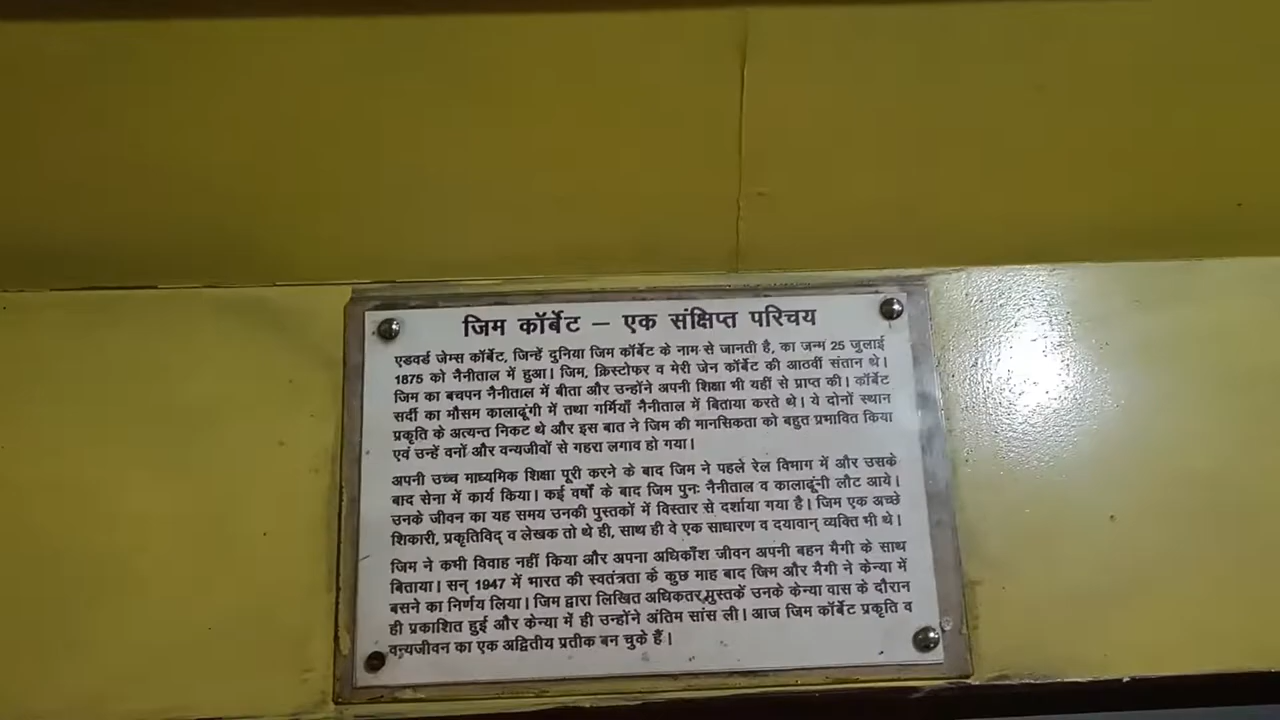 जिम कॉर्बेट – एक संक्षिप्त परिचय
एडवर्ड जेम्स कॉर्बेट, जिन्हें दुनिया जिम कॉर्बेट के नाम से जानती है, का जन्म 25 जुलाई
1875 को नैनीताल में हुआ। जिम, क्रिस्टोफर व मेरी जेन कॉर्बेट की आठवीं संतान थे।
जिम का बचपन नैनीताल में बीता और उन्होंने अपनी शिक्षा भी यहीं से प्राप्त की। कॉर्बेट
सर्दी का मौसम कालाढूंगी में तथा गर्मियाँ नैनीताल में बिताया करते थे। ये दोनों स्थान
प्रकृति के अत्यन्त निकट थे और इस बात ने जिम की मानसिकता को बहुत प्रभावित किया
एवं उन्हें वनों और वन्यजीवों से गहरा लगाव हो गया।
अपनी उच्च माध्यमिक शिक्षा पूरी करने के बाद जिम ने पहले रेल विभाग में और उसके
बाद सेना में कार्य किया। कई वर्षों के बाद जिम पुनः नैनीताल व कालाढूंगी लौट आये।
उनके जीवन का यह समय उनकी पुस्तकों में विस्तार से दर्शाया गया है। जिम एक अच्छे
शिकारी, प्रकृतिविद् व लेखक तो थे ही, साथ ही वे एक साधारण व दयावान् व्यक्ति भी थे।
जिम ने कभी विवाह नहीं किया और अपना अधिकाँश जीवन अपनी बहन मैगी के साथ
बिताया। सन् 1947 में भारत की स्वतंत्रता के कुछ माह बाद जिम और मैगी ने केन्या में
बसने का निर्णय लिया। जिम द्वारा लिखित अधिकतर पुस्तकें उनके केन्या वास के दौरान
ही प्रकाशित हुई और केन्या में ही उन्होंने अंतिम सांस ली। आज जिम कॉर्बेट प्रकृति व
वन्यजीवन का एक अद्वितीय प्रतीक बन चुके हैं।